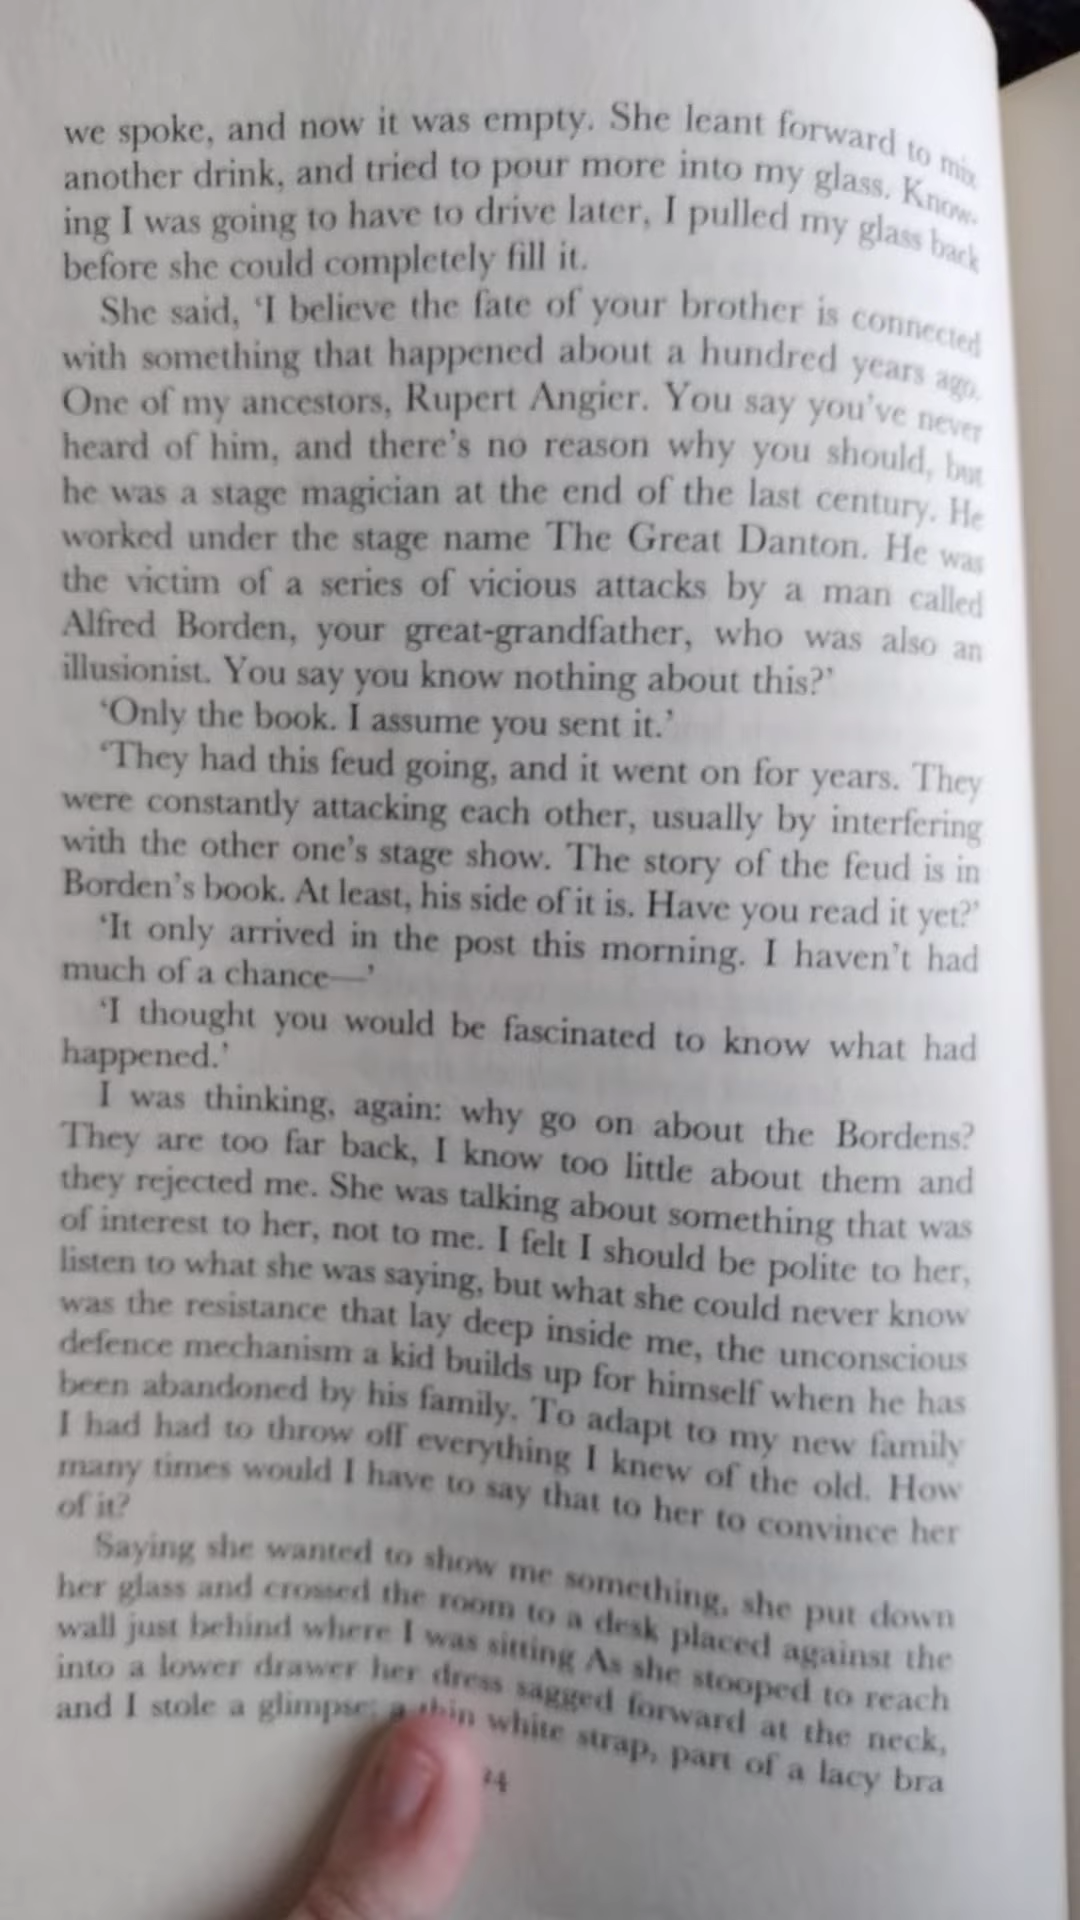 we spoke, and now it was empty. She leant forward to mix
another drink, and tried to pour more into my glass. Know-
ing I was going to have to drive later, I pulled my glass back
before she could completely fill it.
She said, ‘I believe the fate of your brother is connected
with something that happened about a hundred years ago.
One of my ancestors, Rupert Angier. You say you've never
heard of him, and there's no reason why you should, but
he was a stage magician at the end of the last century. He
worked under the stage name The Great Danton. He was
the victim of a series of vicious attacks by a man called
Alfred Borden, your great-grandfather, who was also an
illusionist. You say you know nothing about this?’
‘Only the book. I assume you sent it.’
‘They had this feud going, and it went on for years. They
were constantly attacking each other, usually by interfering
with the other one's stage show. The story of the feud is in
Borden's book. At least, his side of it is. Have you read it yet?’
‘It only arrived in the post this morning. I haven't had
much of a chance—’
‘I thought you would be fascinated to know what had
happened.’
I was thinking, again: why go on about the Bordens?
They are too far back, I know too little about them and
they rejected me. She was talking about something that was
of interest to her, not to me. I felt I should be polite to her,
listen to what she was saying, but what she could never know
was the resistance that lay deep inside me, the unconscious
defence mechanism a kid builds up for himself when he has
been abandoned by his family. To adapt to my new family
I had had to throw off everything I knew of the old. How
many times would I have to say that to her to convince her
of it?
Saying she wanted to show me something, she put down
her glass and crossed the room to a desk placed against the
wall just behind where I was sitting As she stooped to reach
into a lower drawer her dress sagged forward at the neck,
and I stole a glimpse: a thin white strap, part of a lacy bra
24